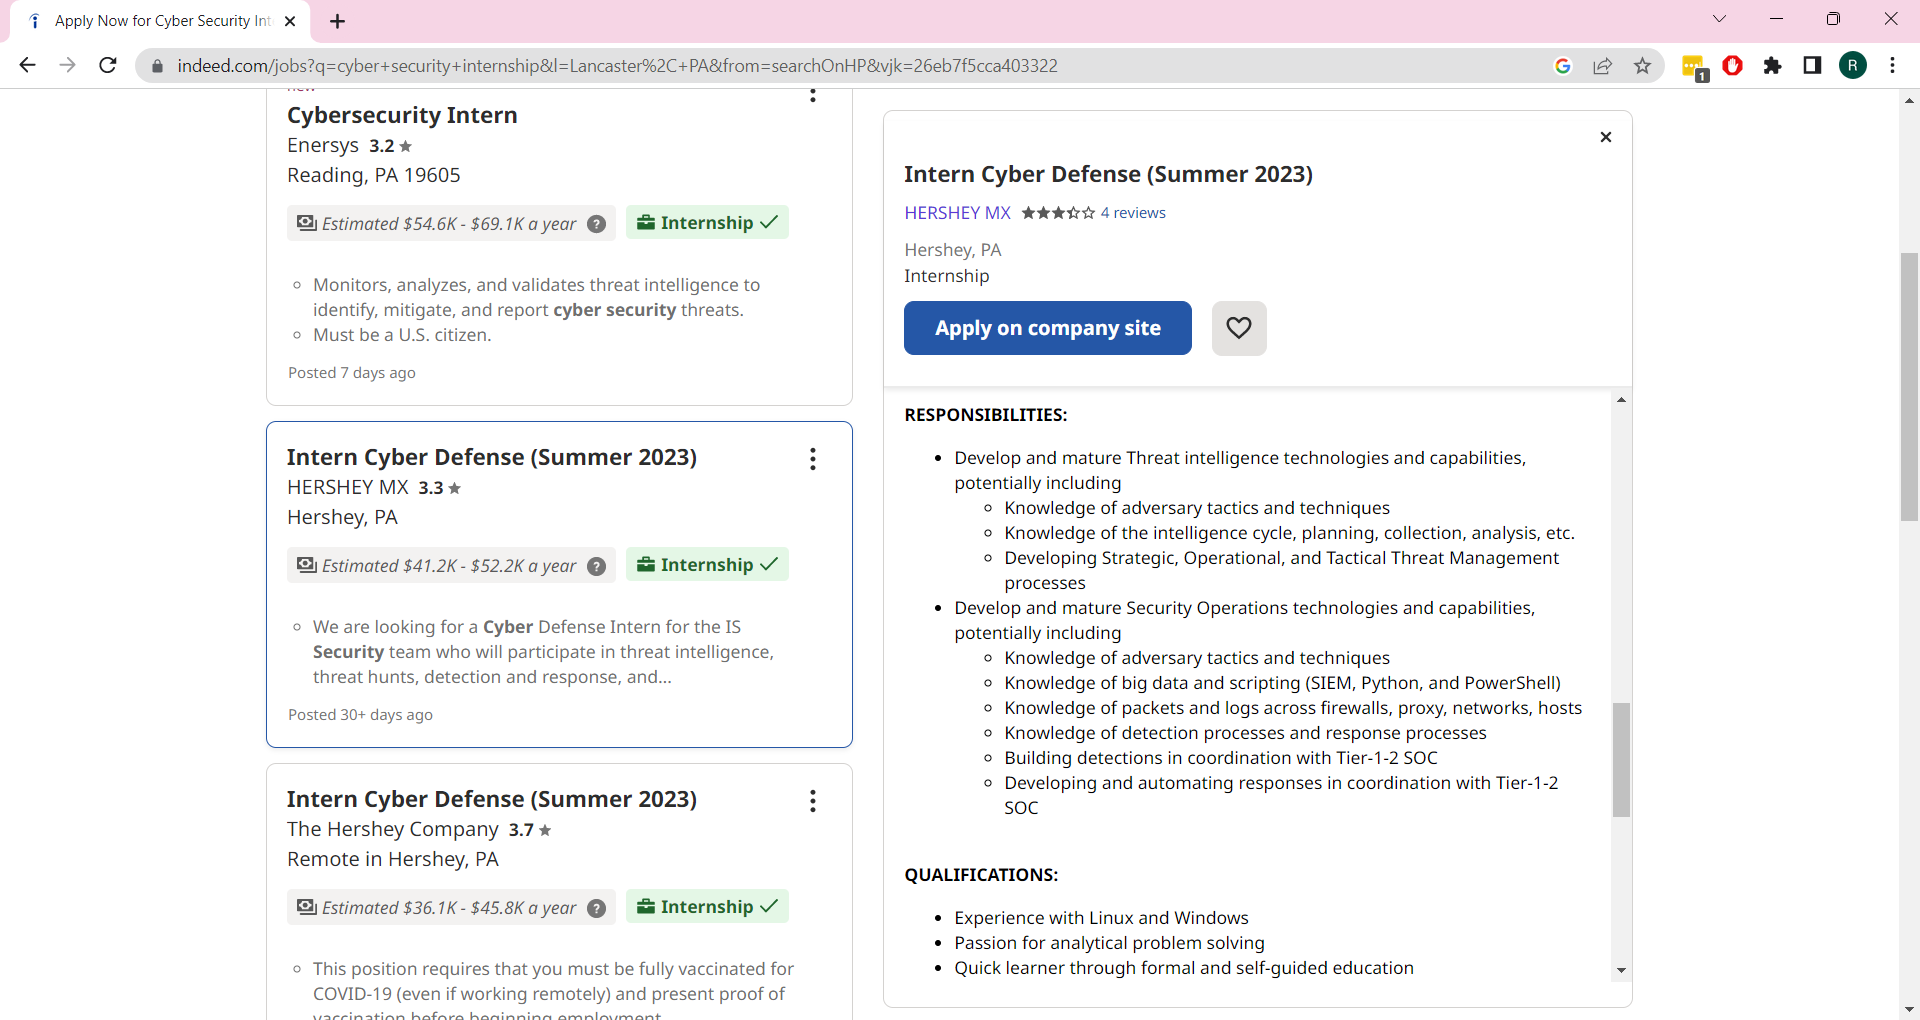 Apply Now for Cyber Security Int
indeed.com/jobs?q=cyber+security+internship&l=Lancaster%2C+PA&from=searchOnHP&vjk=26eb7f5cca403322
1
R
Cybersecurity Intern
Enersys 3.2
Reading, PA 19605
Estimated $54.6K - $69.1K a year ?
Internship
Monitors, analyzes, and validates threat intelligence to
identify, mitigate, and report cyber security threats.
Must be a U.S. citizen.
Posted 7 days ago
Intern Cyber Defense (Summer 2023)
HERSHEY MX 3.3
Hershey, PA
Estimated $41.2K - $52.2K a year ?
Internship
We are looking for a Cyber Defense Intern for the IS
Security team who will participate in threat intelligence,
threat hunts, detection and response, and...
Posted 30+ days ago
Intern Cyber Defense (Summer 2023)
The Hershey Company 3.7
Remote in Hershey, PA
Estimated $36.1K - $45.8K a year ?
Internship
This position requires that you must be fully vaccinated for
COVID-19 (even if working remotely) and present proof of
vaccination before beginning employment
Intern Cyber Defense (Summer 2023)
HERSHEY MX 4 reviews
Hershey, PA
Internship
Apply on company site
RESPONSIBILITIES:
Develop and mature Threat intelligence technologies and capabilities,
potentially including
Knowledge of adversary tactics and techniques
Knowledge of the intelligence cycle, planning, collection, analysis, etc.
Developing Strategic, Operational, and Tactical Threat Management
processes
Develop and mature Security Operations technologies and capabilities,
potentially including
Knowledge of adversary tactics and techniques
Knowledge of big data and scripting (SIEM, Python, and PowerShell)
Knowledge of packets and logs across firewalls, proxy, networks, hosts
Knowledge of detection processes and response processes
Building detections in coordination with Tier-1-2 SOC
Developing and automating responses in coordination with Tier-1-2
SOC
QUALIFICATIONS:
Experience with Linux and Windows
Passion for analytical problem solving
Quick learner through formal and self-guided education